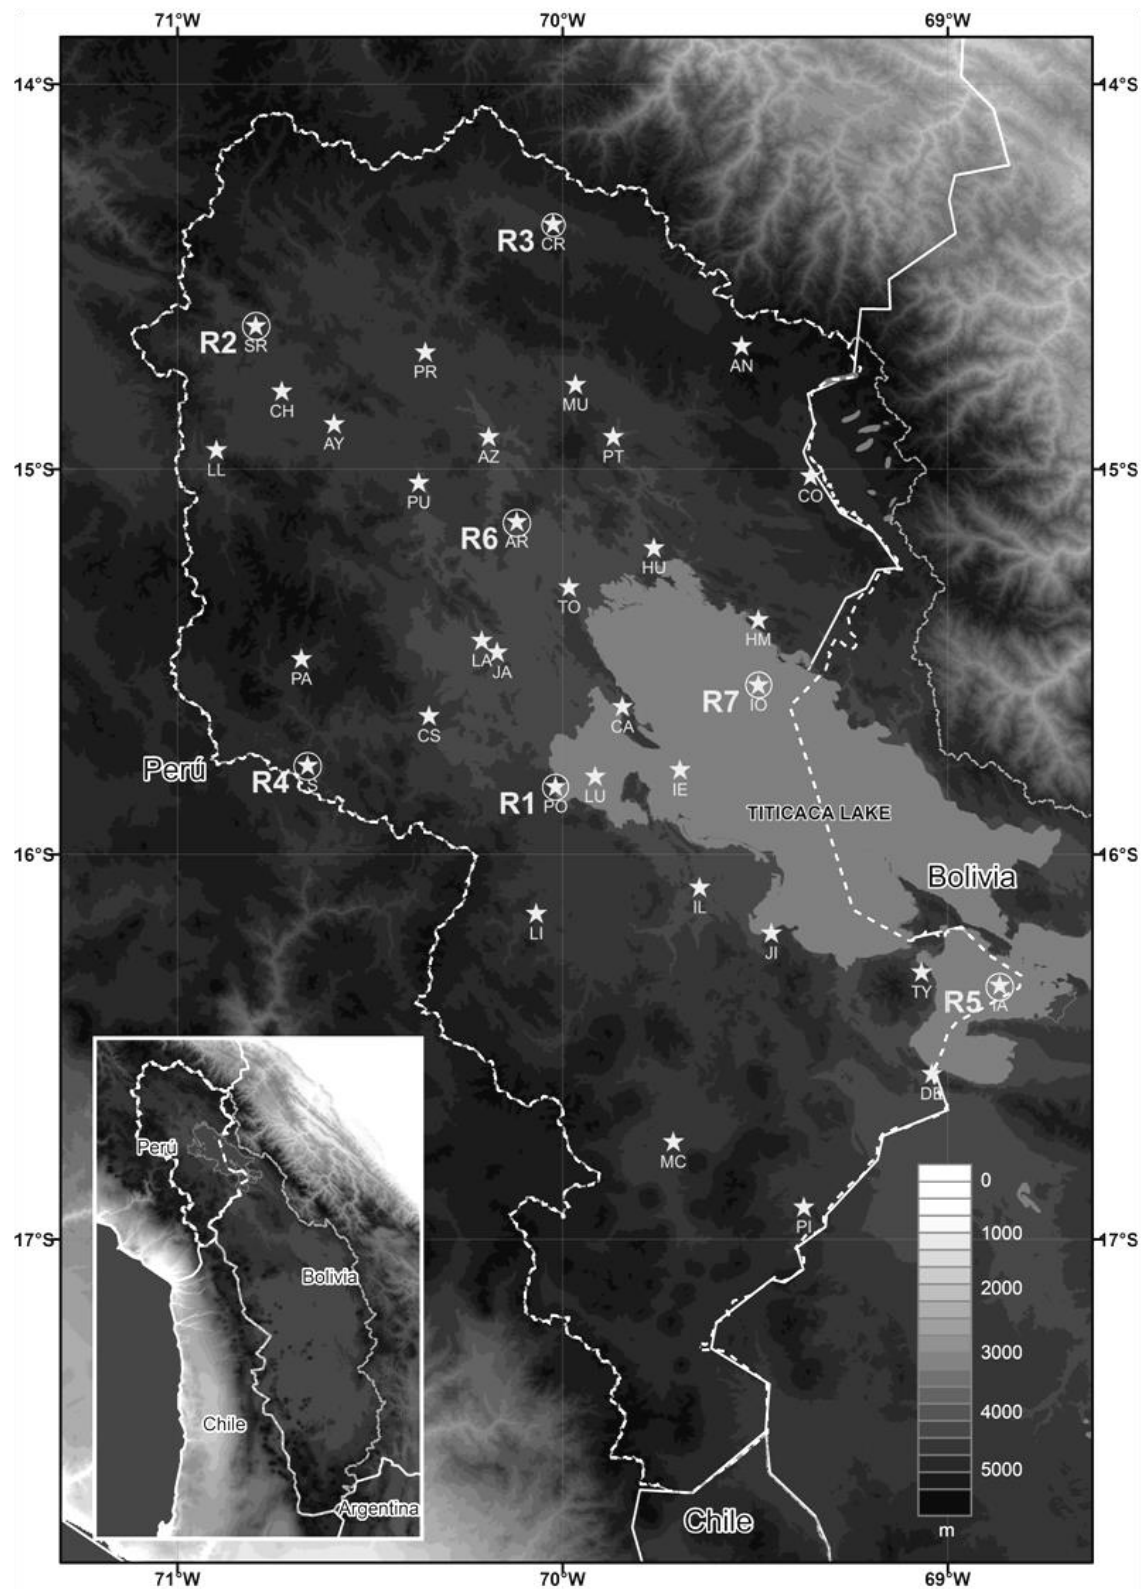 71°W 70°W 69°W
14°S 14°S
R3 CR
R2 SR
PR
AN
CH
MU
AY
AZ
PT
LL
15°S 15°S
PU
CO
R6 AR
HU
TO
HM
LA
JA
PA
R7 IO
CA
CS
Perú
R4
IE
R1 PO
LU
TITICACA LAKE
16°S 16°S
Bolivia
IL
LI
JI
TY
R5 IA
DE
MC
PI
17°S 17°S
0
1000
2000
3000
4000
5000
m
Perú
Bolivia
Chile
Argentina
Chile
71°W 70°W 69°W